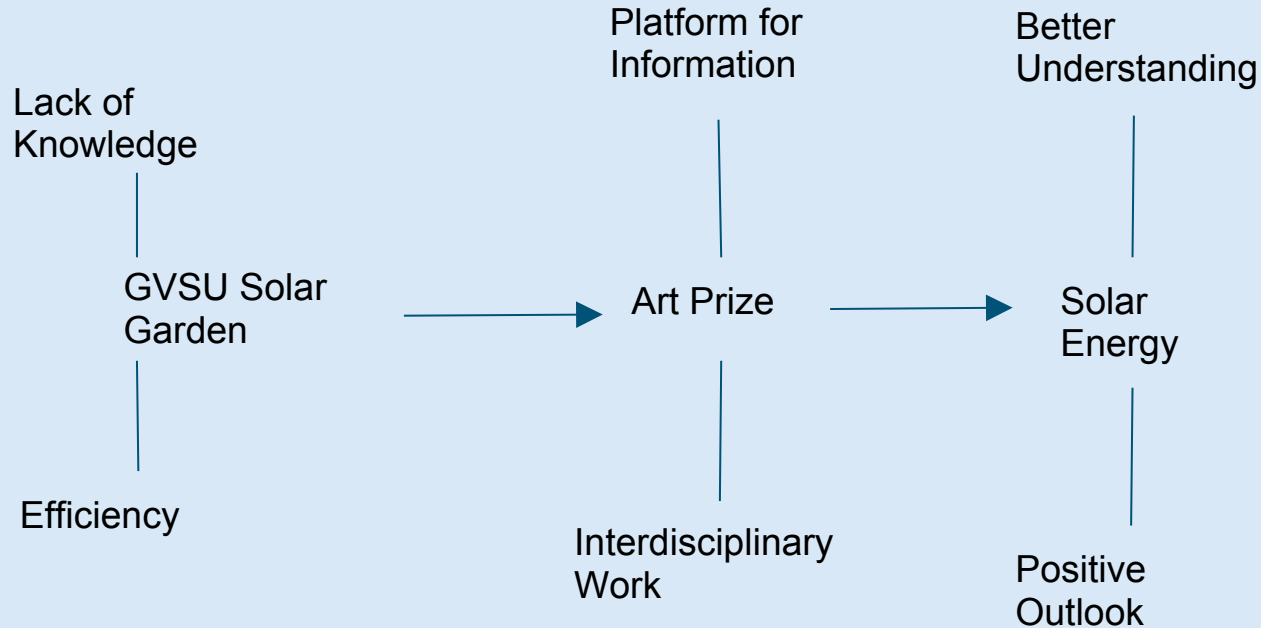 Platform for
Information
Better
Understanding
Lack of
Knowledge
GVSU Solar
Garden
Art Prize
Solar
Energy
Efficiency
Interdisciplinary
Work
Positive
Outlook